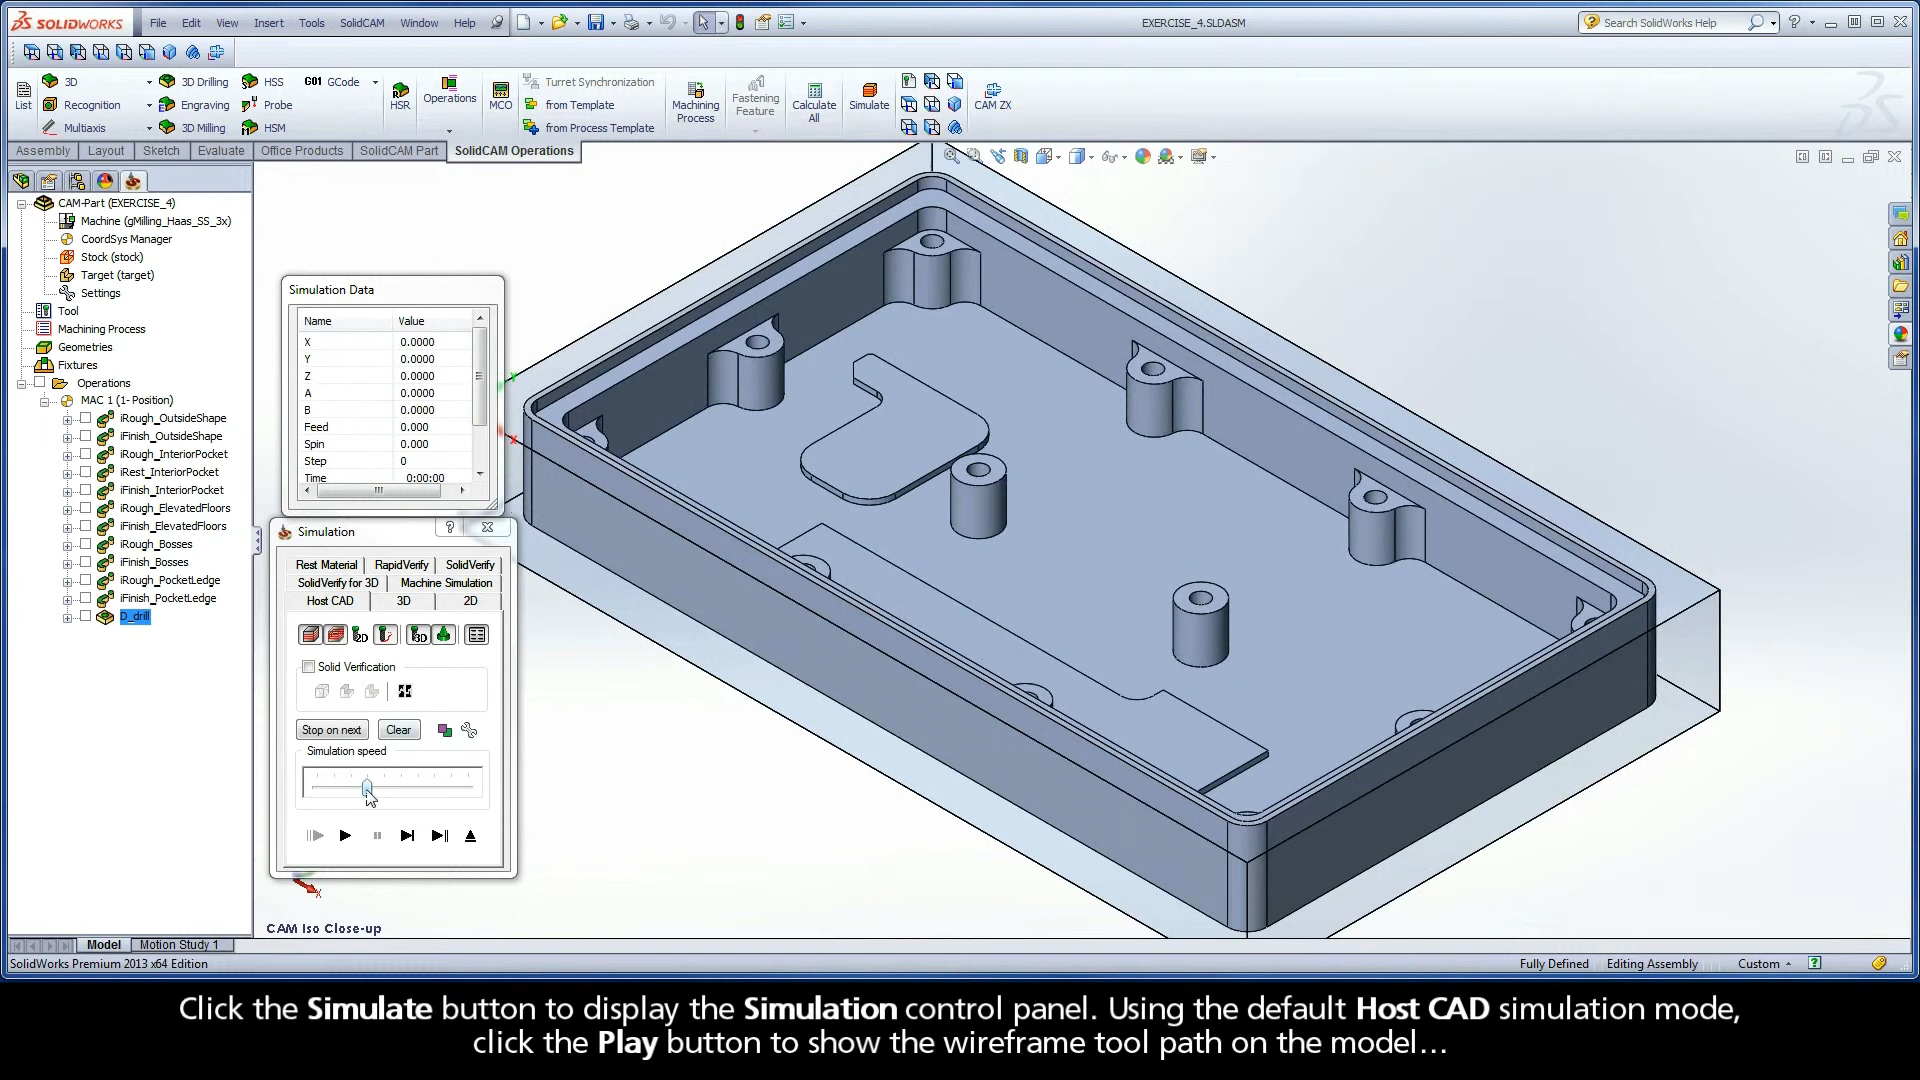 SOLIDWORKS File Edit View Insert Tools SolidCAM Window Help EXERCISE_4.SLDASM Search SolidWorks Help
3D 3D Drilling HSS G01 GCode Turret Synchronization
List Recognition Engraving Probe HSR Operations MCO from Template Machining Process Fastening Feature Calculate All Simulate CAM ZX
Multiaxis 3D Milling HSM from Process Template
Assembly Layout Sketch Evaluate Office Products SolidCAM Part SolidCAM Operations
CAM-Part (EXERCISE_4)
Machine (gMilling_Haas_SS_3x)
CoordSys Manager
Stock (stock)
Target (target)
Settings
Tool
Machining Process
Geometries
Fixtures
Operations
MAC 1 (1- Position)
iRough_OutsideShape
iFinish_OutsideShape
iRough_InteriorPocket
iRest_InteriorPocket
iFinish_InteriorPocket
iRough_ElevatedFloors
iFinish_ElevatedFloors
iRough_Bosses
iFinish_Bosses
iRough_PocketLedge
iFinish_PocketLedge
D_drill
Simulation Data
Name Value
X 0.0000
Y 0.0000
Z 0.0000
A 0.0000
B 0.0000
Feed 0.000
Spin 0.000
Step 0
Time 0:00:00
Simulation
Rest Material RapidVerify SolidVerify
SolidVerify for 3D Machine Simulation
Host CAD 3D 2D
2D 3D
Solid Verification
Stop on next Clear
Simulation speed
X
CAM Iso Close-up
Model Motion Study 1
SolidWorks Premium 2013 x64 Edition Fully Defined Editing Assembly Custom
Click the Simulate button to display the Simulation control panel. Using the default Host CAD simulation mode,
click the Play button to show the wireframe tool path on the model...